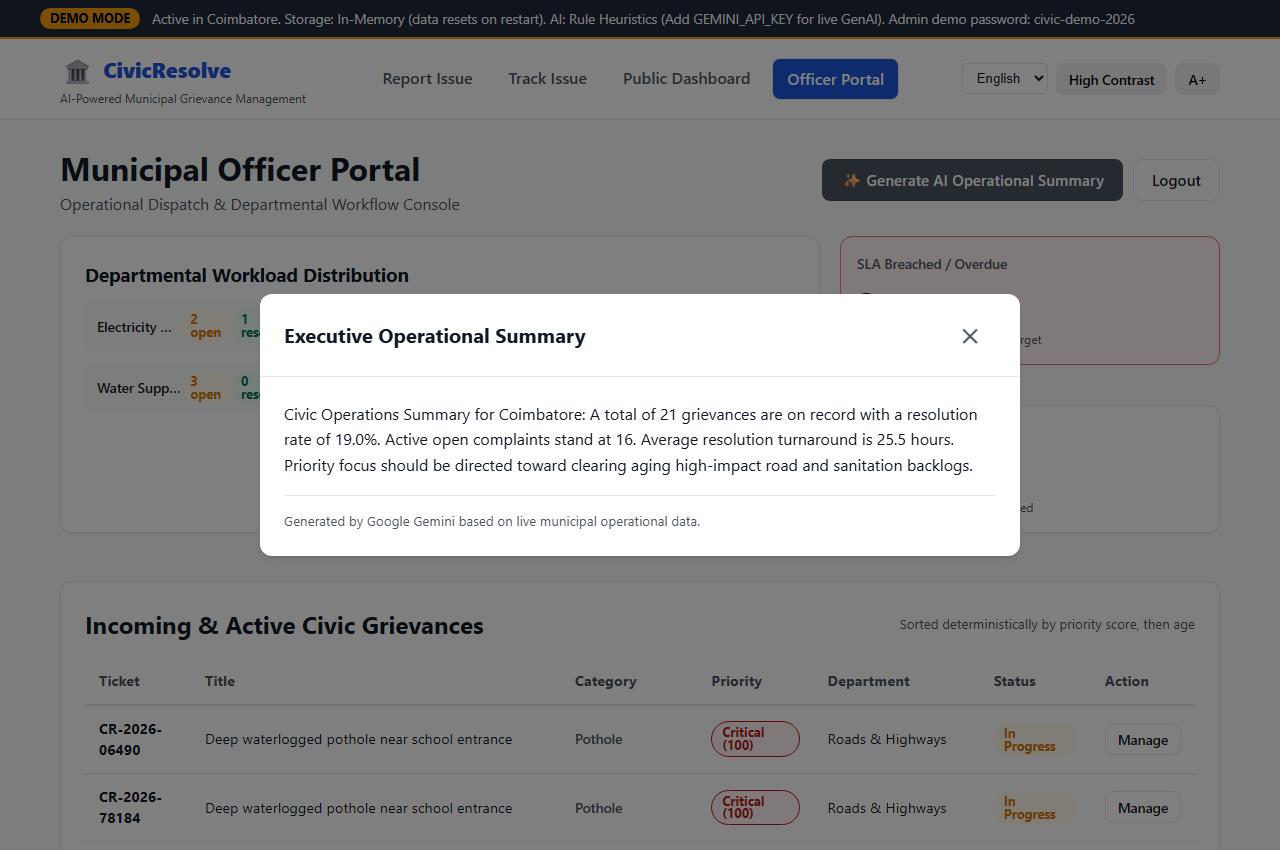 DEMO MODE Active in Coimbatore. Storage: In-Memory (data resets on restart). AI: Rule Heuristics (Add GEMINI_API_KEY for live GenAI). Admin demo password: civic-demo-2026
CivicResolve
AI-Powered Municipal Grievance Management
Report Issue Track Issue Public Dashboard Officer Portal English High Contrast A+
Municipal Officer Portal
Operational Dispatch & Departmental Workflow Console
✨ Generate AI Operational Summary Logout
Departmental Workload Distribution
Electricity ... 2 open 1
Water Supp... 3 open 0
SLA Breached / Overdue
Executive Operational Summary
Civic Operations Summary for Coimbatore: A total of 21 grievances are on record with a resolution
rate of 19.0%. Active open complaints stand at 16. Average resolution turnaround is 25.5 hours.
Priority focus should be directed toward clearing aging high-impact road and sanitation backlogs.
Generated by Google Gemini based on live municipal operational data.
Incoming & Active Civic Grievances
Sorted deterministically by priority score, then age
Ticket Title Category Priority Department Status Action
CR-2026-06490 Deep waterlogged pothole near school entrance Pothole Critical (100) Roads & Highways In Progress Manage
CR-2026-78184 Deep waterlogged pothole near school entrance Pothole Critical (100) Roads & Highways In Progress Manage